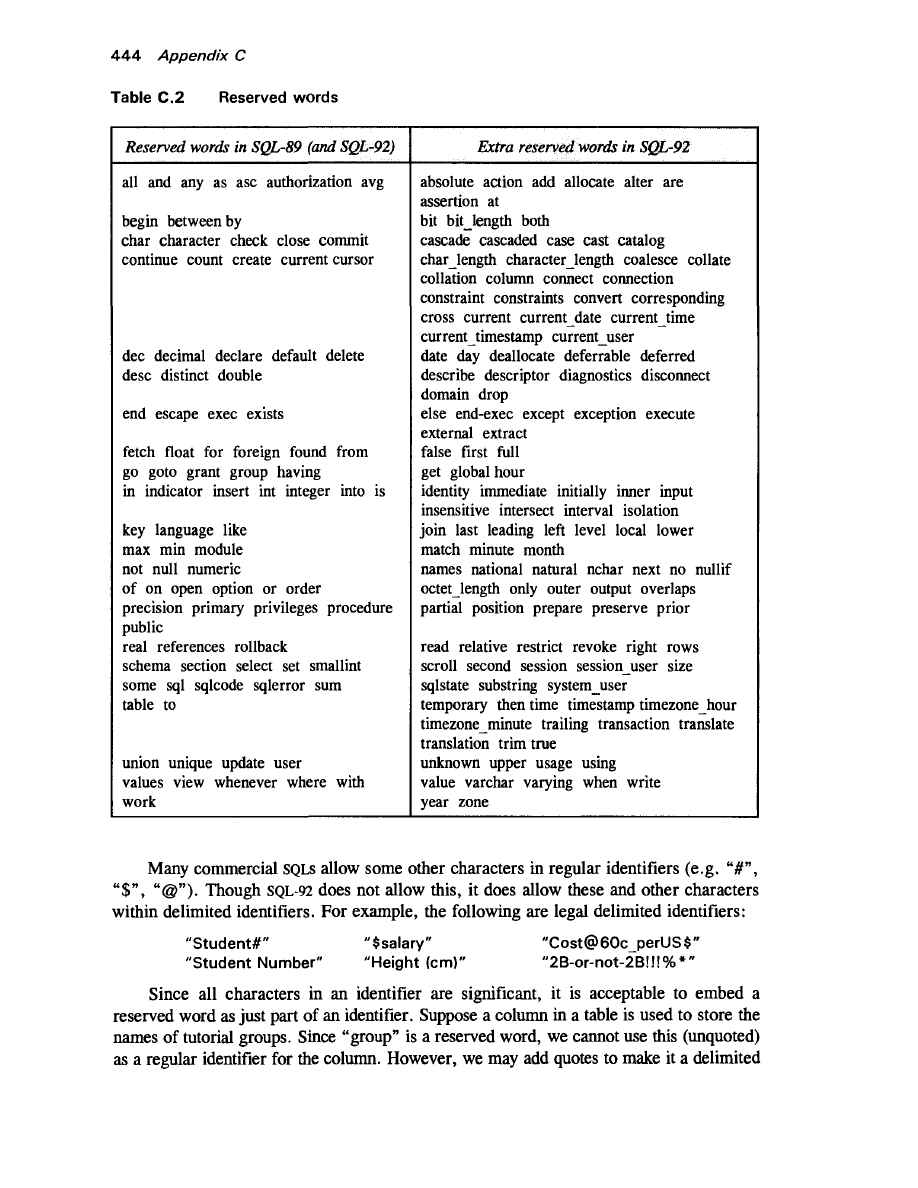 444 Appendix C
Table C.2 Reserved words
Reserved words in SQL-89 (and SQL-92)
all and any as asc authorization avg
begin between by
char character check close commit
continue count create current cursor
dec decimal declare default delete
desc distinct double
end escape exec exists
fetch float for foreign found from
go goto grant group having
in indicator insert int integer into is
key language like
max min module
not null numeric
of on open option or order
precision primary privileges procedure
public
real references rollback
schema section select set smallint
some sql sqlcode sqlerror sum
table to
union unique update user
values view whenever where with
work
Extra reserved words in SQL-92
absolute action add allocate alter are
assertion at
bit bit_length both
cascade cascaded case cast catalog
char_length character_length coalesce collate
collation column connect connection
constraint constraints convert corresponding
cross current current_date current_time
current_timestamp current_user
date day deallocate deferrable deferred
describe descriptor diagnostics disconnect
domain drop
else end-exec except exception execute
external extract
false first full
get global hour
identity immediate initially inner input
insensitive intersect interval isolation
join last leading left level local lower
match minute month
names national natural nchar next no nullif
octet_length only outer output overlaps
partial position prepare preserve prior
read relative restrict revoke right rows
scroll second session session_user size
sqlstate substring system_user
temporary then time timestamp timezone_hour
timezone_minute trailing transaction translate
translation trim true
unknown upper usage using
value varchar varying when write
year zone
Many commercial SQLs allow some other characters in regular identifiers (e.g. “#”,
“$”, “@”). Though SQL-92 does not allow this, it does allow these and other characters
within delimited identifiers. For example, the following are legal delimited identifiers:
"Student#" "$salary" "Cost@60c_perUS$"
"Student Number" "Height (cm)" "2B-or-not-2B!!!%*"
Since all characters in an identifier are significant, it is acceptable to embed a
reserved word as just part of an identifier. Suppose a column in a table is used to store the
names of tutorial groups. Since “group” is a reserved word, we cannot use this (unquoted)
as a regular identifier for the column. However, we may add quotes to make it a delimited